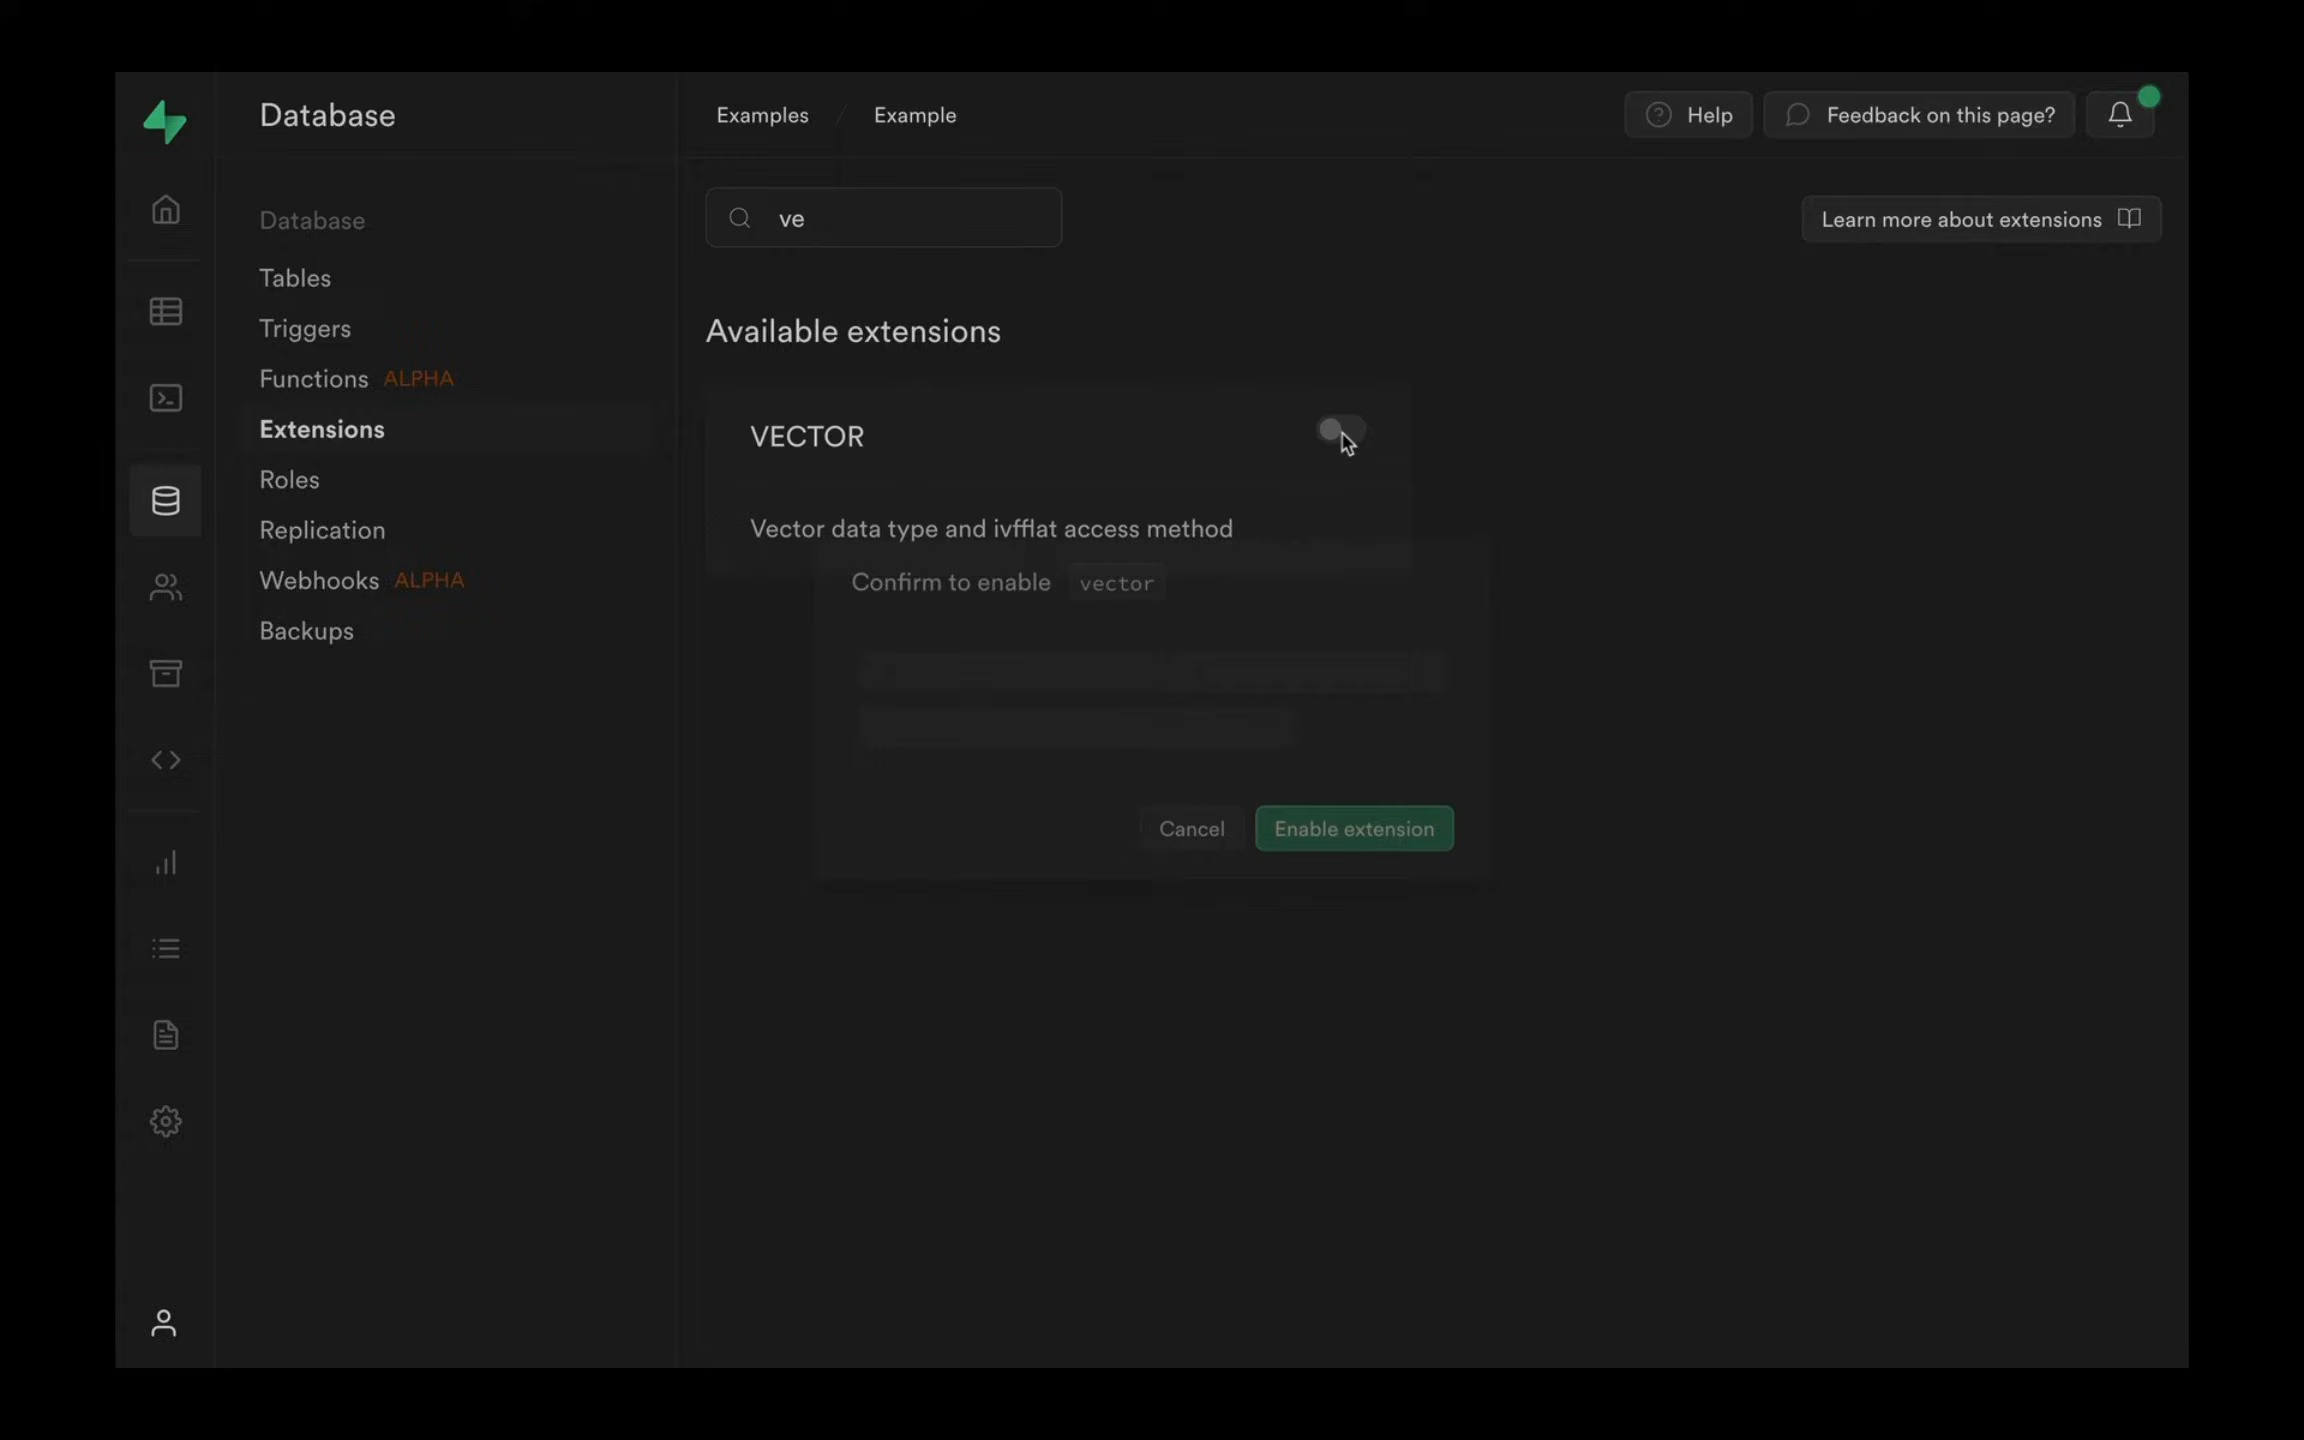 Database
Examples / Example
Help
Feedback on this page?
Database
Tables
Triggers
Functions ALPHA
Extensions
Roles
Replication
Webhooks ALPHA
Backups
ve
Learn more about extensions
Available extensions
VECTOR
Vector data type and ivfflat access method
Confirm to enable vector
Cancel
Enable extension